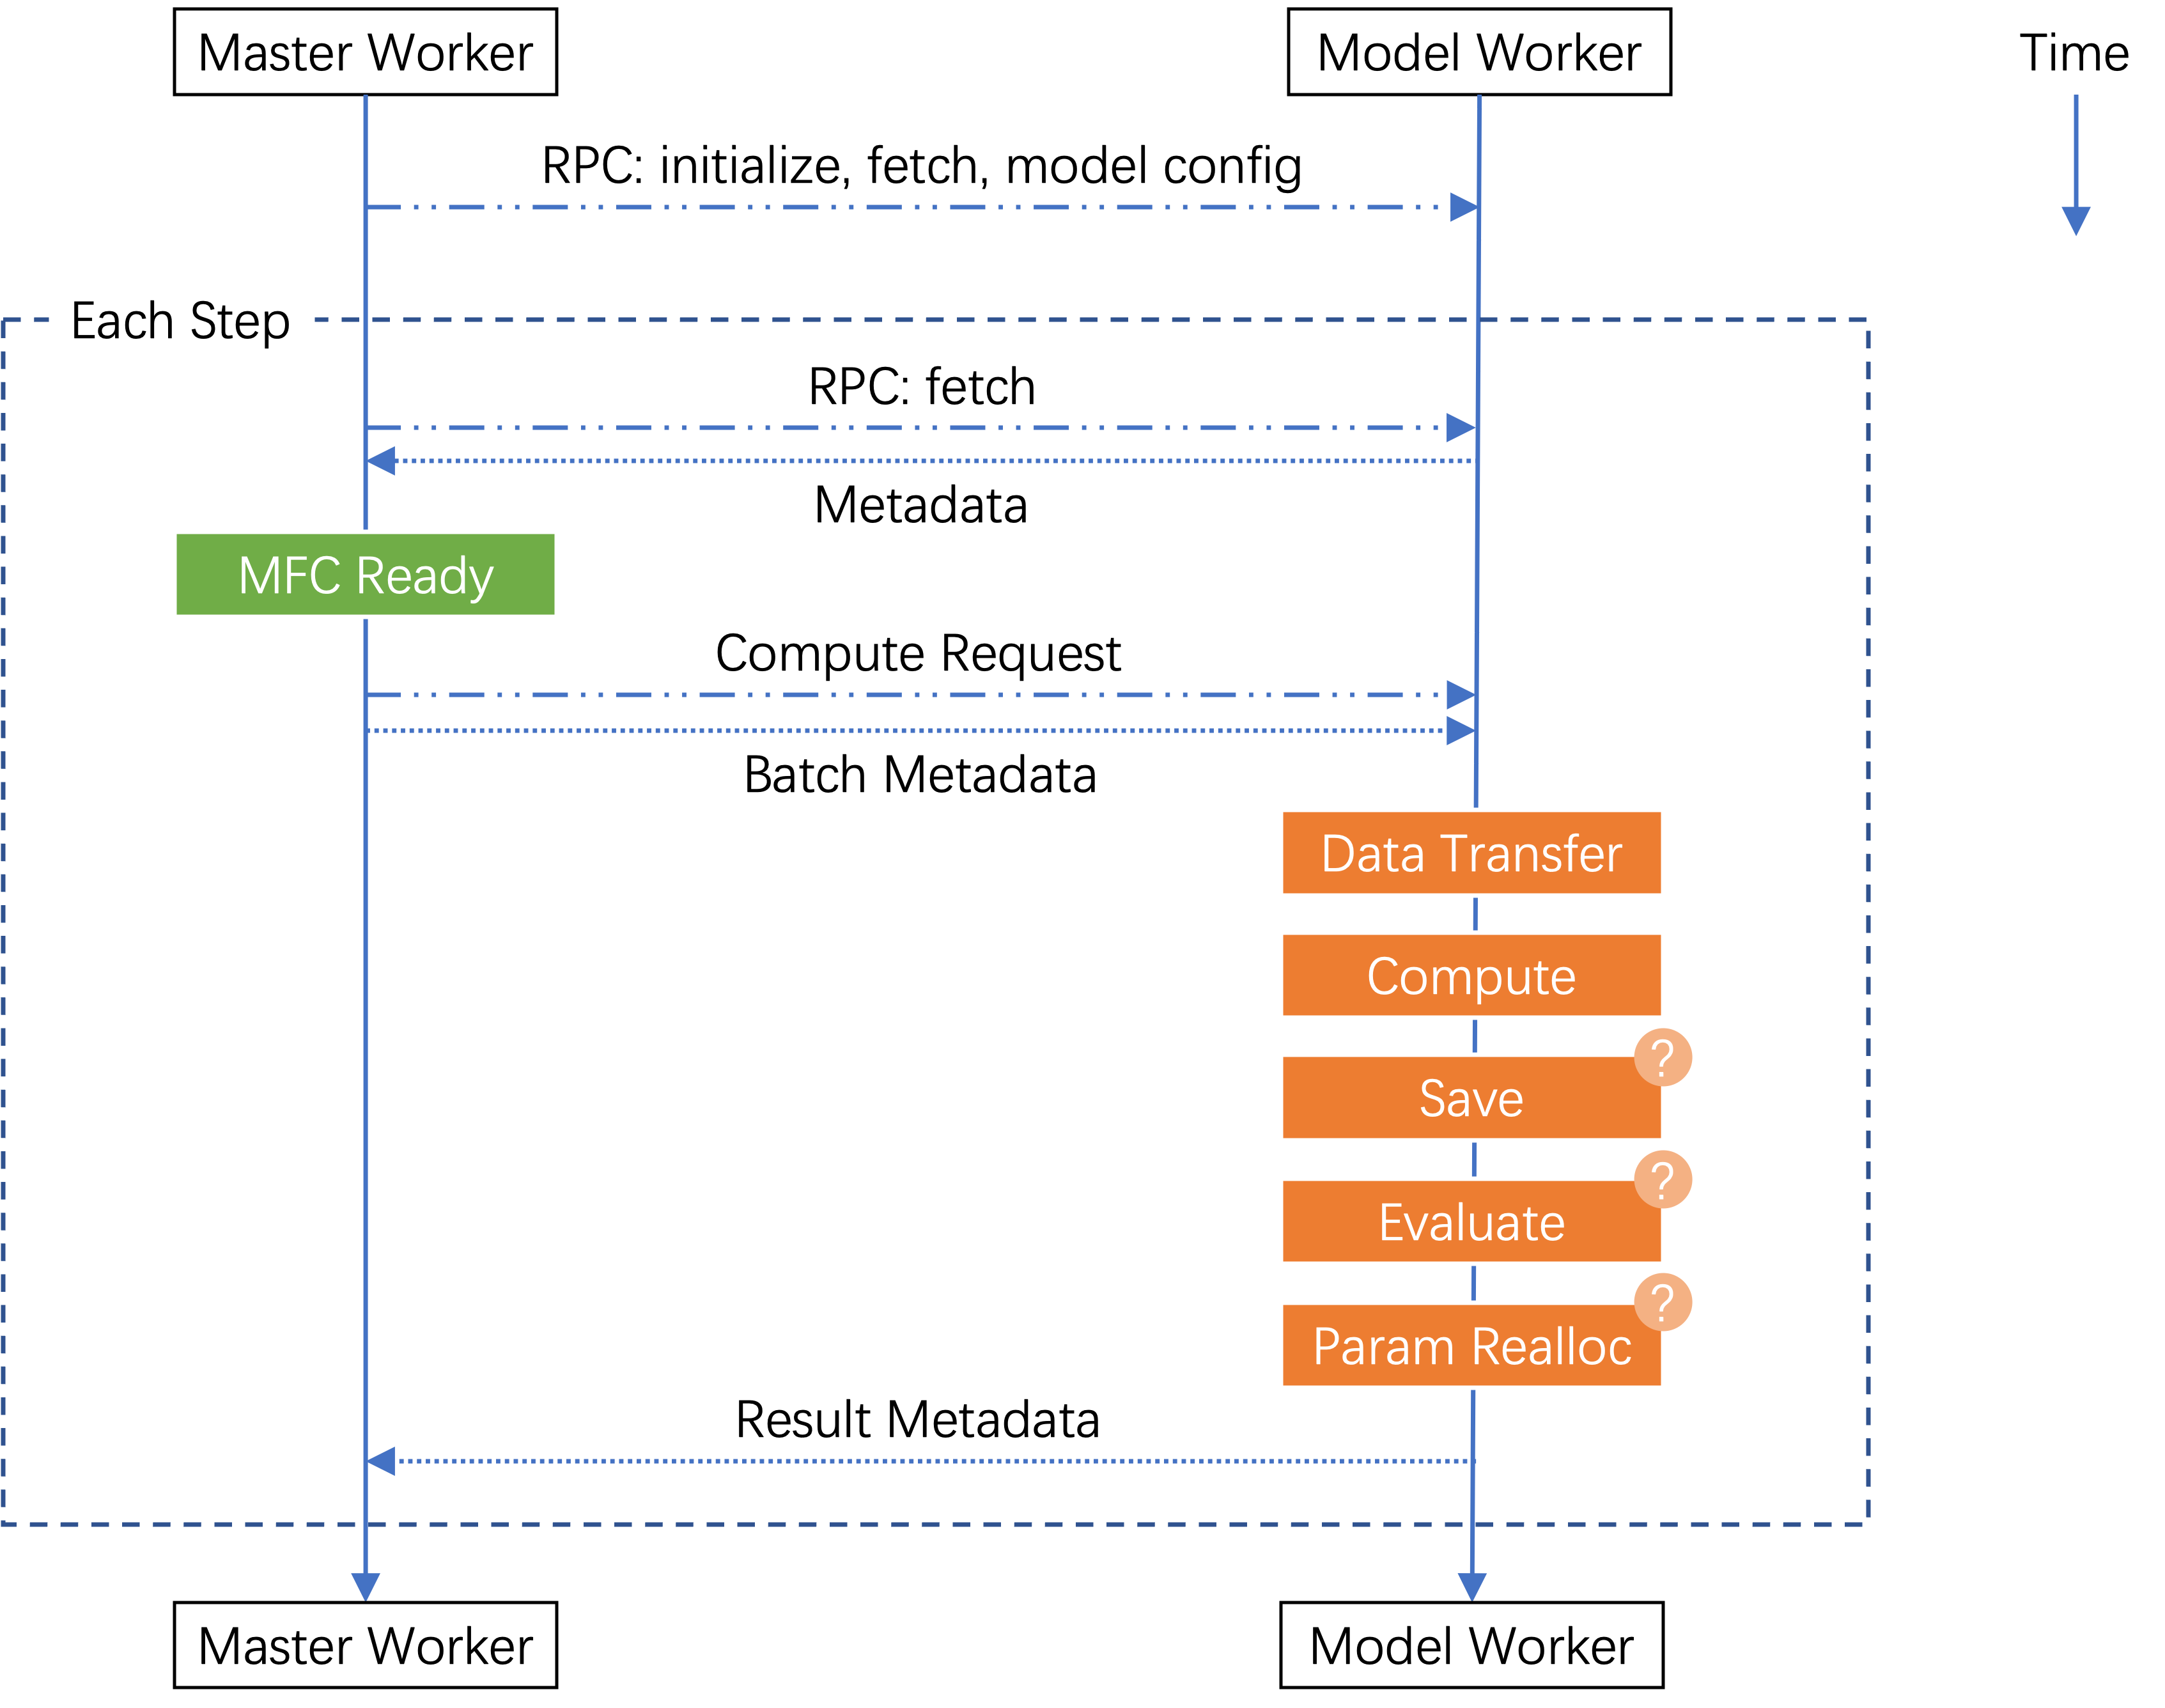 Master Worker
Model Worker
Time
RPC: initialize, fetch, model config
Each Step
RPC: fetch
Metadata
MFC Ready
Compute Request
Batch Metadata
Data Transfer
Compute
?
Save
?
Evaluate
?
Param Realloc
Result Metadata
Master Worker
Model Worker